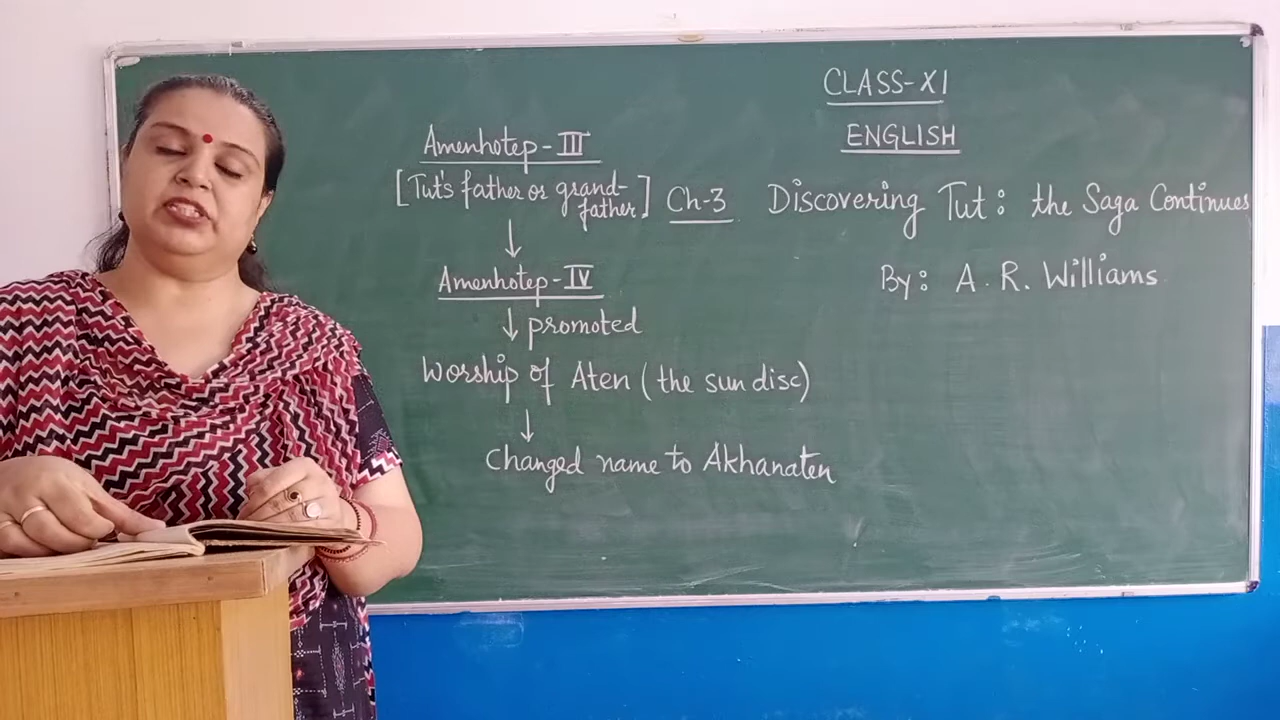 CLASS-XI
ENGLISH
Ch-3 Discovering Tut: the Saga Continues
By: A. R. Williams
Amenhotep-III
[Tut's father or grand-
father]
↓
Amenhotep-IV
↓ promoted
Worship of Aten (the sun disc)
↓
Changed name to Akhanaten